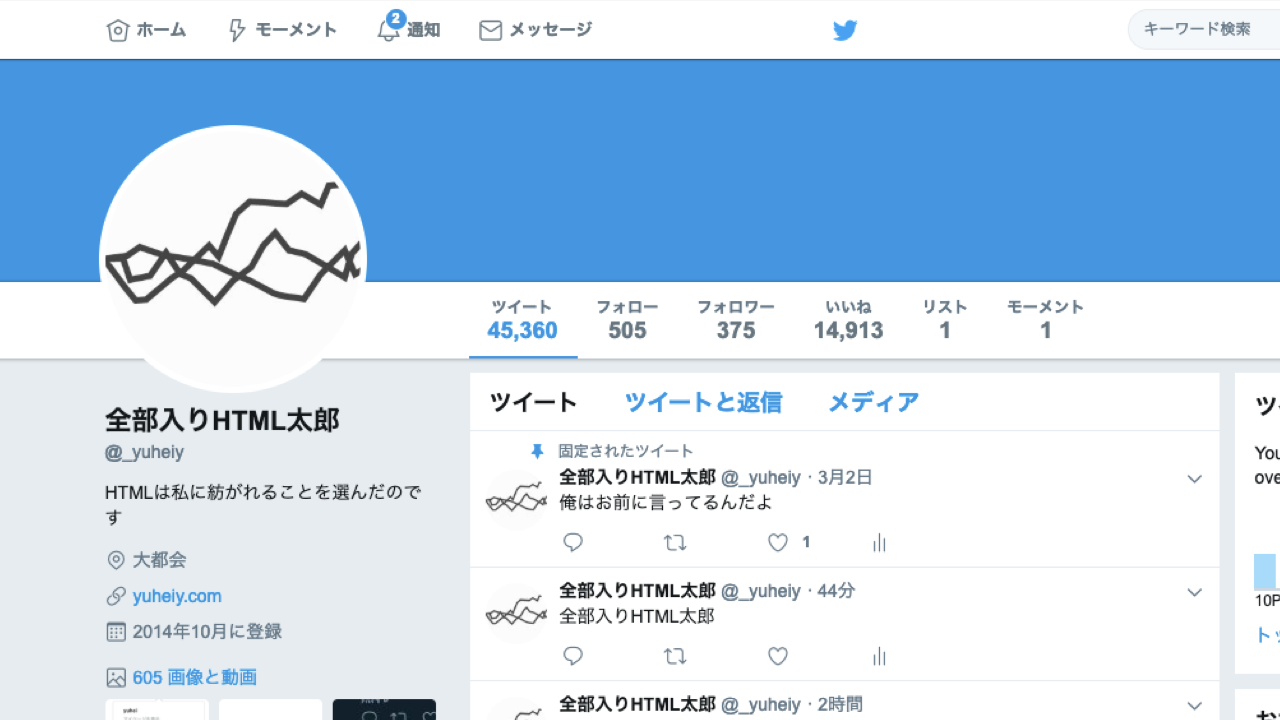 ホーム
モーメント
2
通知
メッセージ
キーワード検索
ツイート
45,360
フォロー
505
フォロワー
375
いいね
14,913
リスト
1
モーメント
1
全部入りHTML太郎
@_yuheiy
HTMLは私に紡がれることを選んだので
す
大都会
yuheiy.com
2014年10月に登録
605 画像と動画
ツイート
ツイートと返信
メディア
固定されたツイート
全部入りHTML太郎 @_yuheiy · 3月2日
俺はお前に言ってるんだよ
1
全部入りHTML太郎 @_yuheiy · 44分
全部入りHTML太郎
全部入りHTML太郎 @_yuheiy · 2時間
You
ove
10P